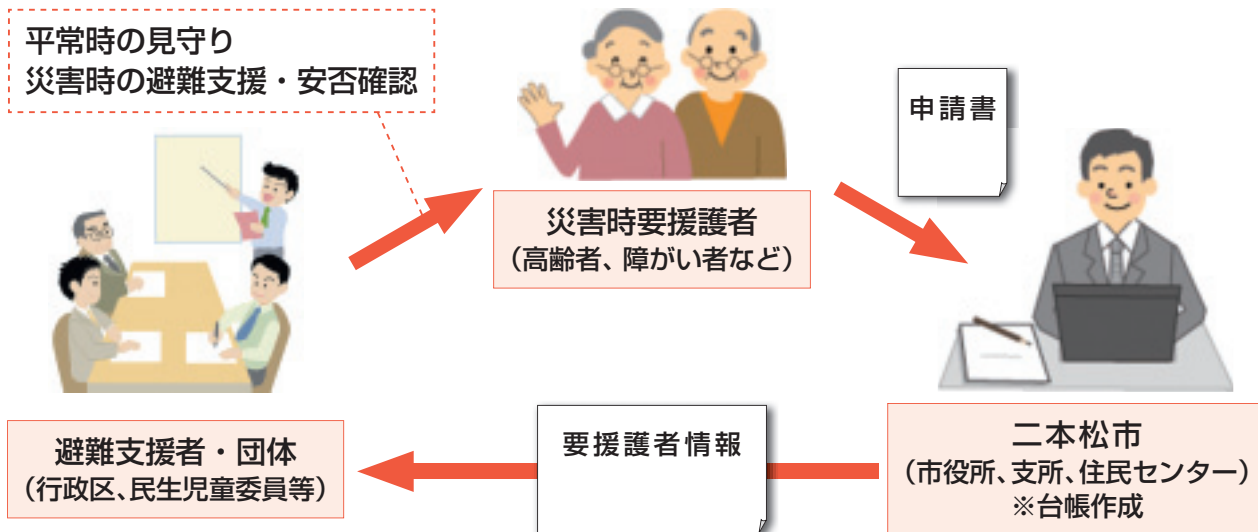 平常時の見守り
災害時の避難支援・安否確認
申請書
災害時要援護者
（高齢者、障がい者など）
避難支援者・団体
（行政区、民生児童委員等）
要援護者情報
二本松市
（市役所、支所、住民センター）
※台帳作成